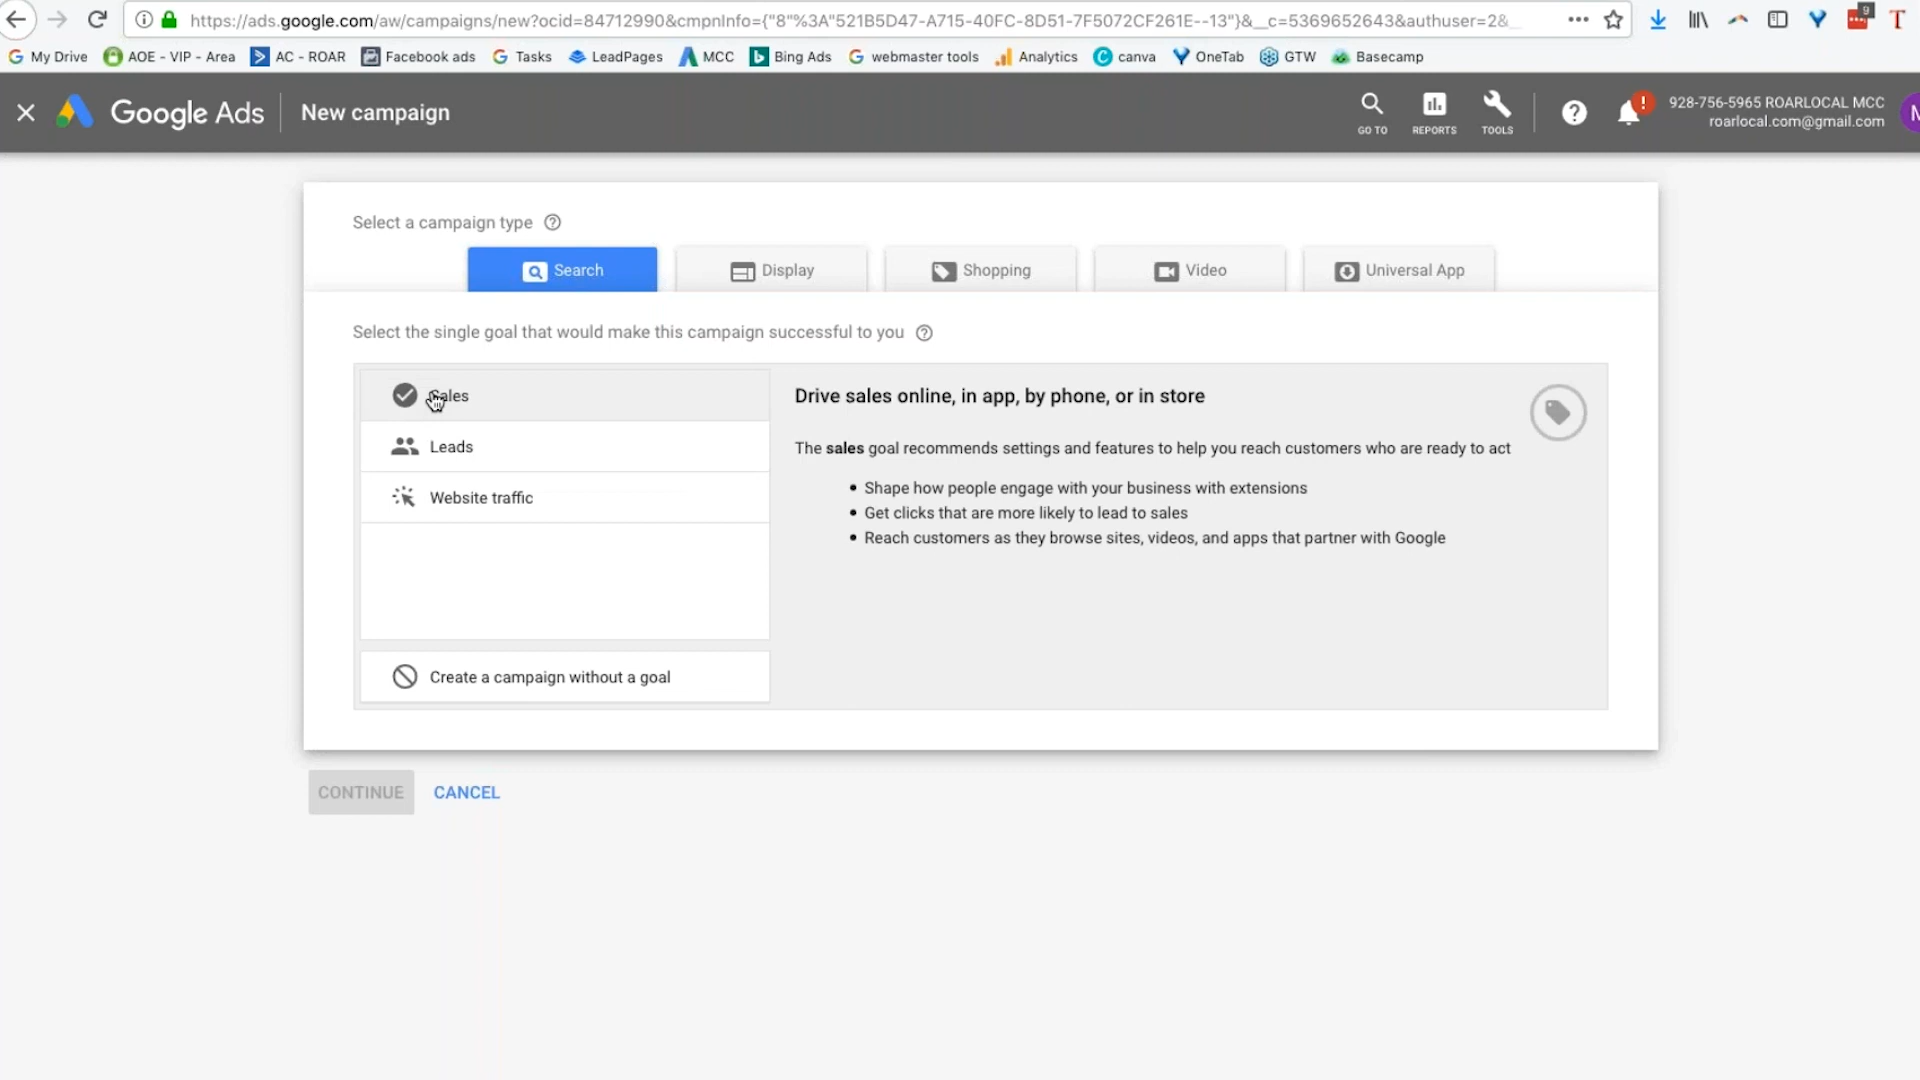 https://ads.google.com/aw/campaigns/new?ocid=84712990&cmpnInfo={"8"%3A"521B5D47-A715-40FC-8D51-7F5072CF261E--13"}&__c=5369652643&authuser=2&_
9
T
My Drive AOE - VIP - Area AC - ROAR Facebook ads Tasks LeadPages MCC Bing Ads webmaster tools Analytics canva OneTab GTW Basecamp
Google Ads New campaign
GO TO REPORTS TOOLS
928-756-5965 ROARLOCAL MCC
roarlocal.com@gmail.com
Select a campaign type
Search Display Shopping Video Universal App
Select the single goal that would make this campaign successful to you
Sales
Leads
Website traffic
Create a campaign without a goal
Drive sales online, in app, by phone, or in store
The sales goal recommends settings and features to help you reach customers who are ready to act
• Shape how people engage with your business with extensions
• Get clicks that are more likely to lead to sales
• Reach customers as they browse sites, videos, and apps that partner with Google
CONTINUE CANCEL